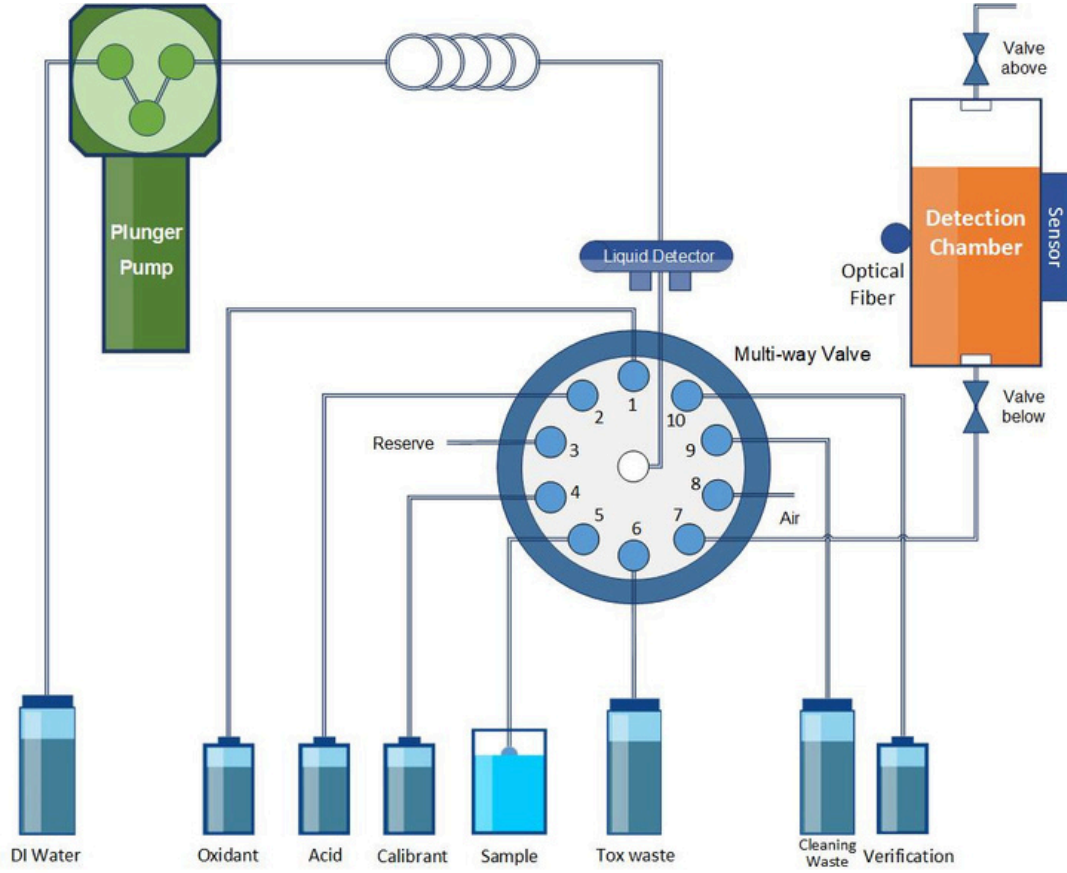 Plunger
Pump
Valve
above
Detection
Chamber
Sensor
Optical
Fiber
Liquid Detector
Multi-way Valve
Valve
below
1
2
10
Reserve
3
9
4
8
5
7
6
Air
DI Water
Oxidant
Acid
Calibrant
Sample
Tox waste
Cleaning
Waste
Verification